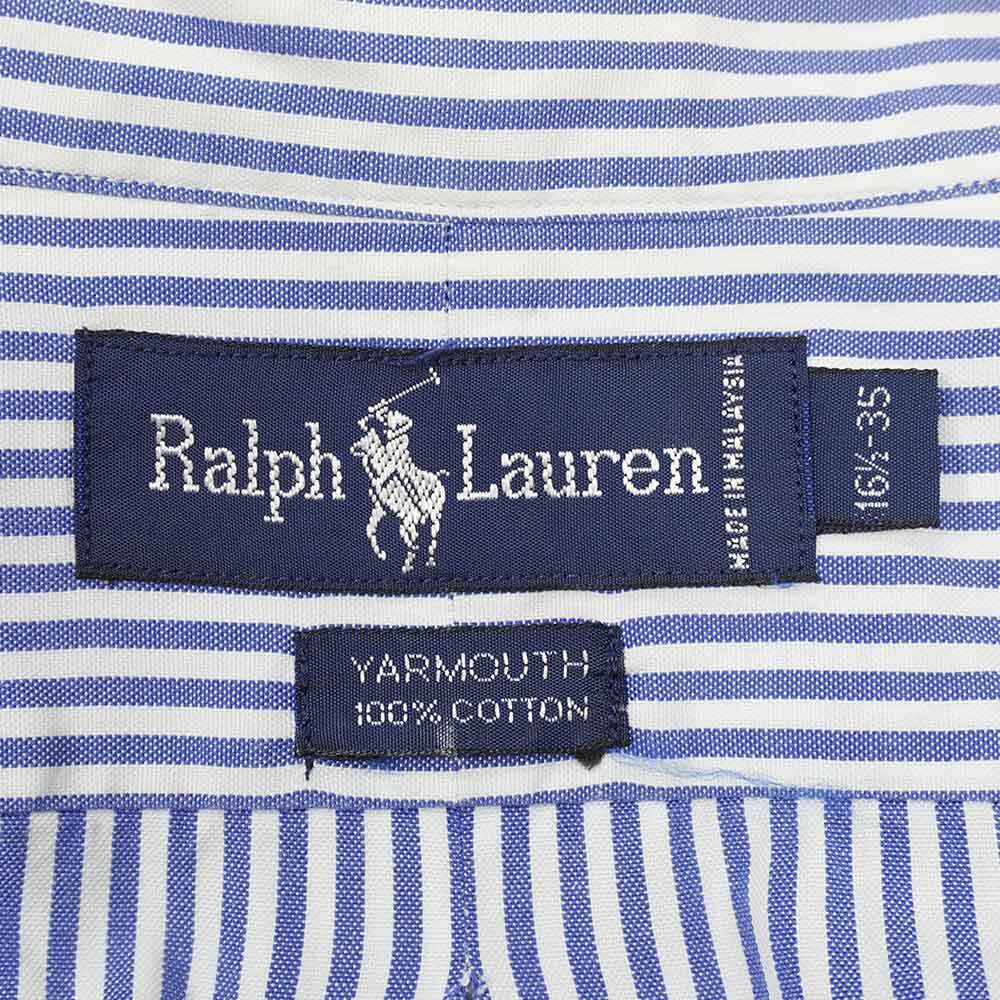 Ralph Lauren
MADE IN MALAYSIA
16½-35
YARMOUTH
100% COTTON